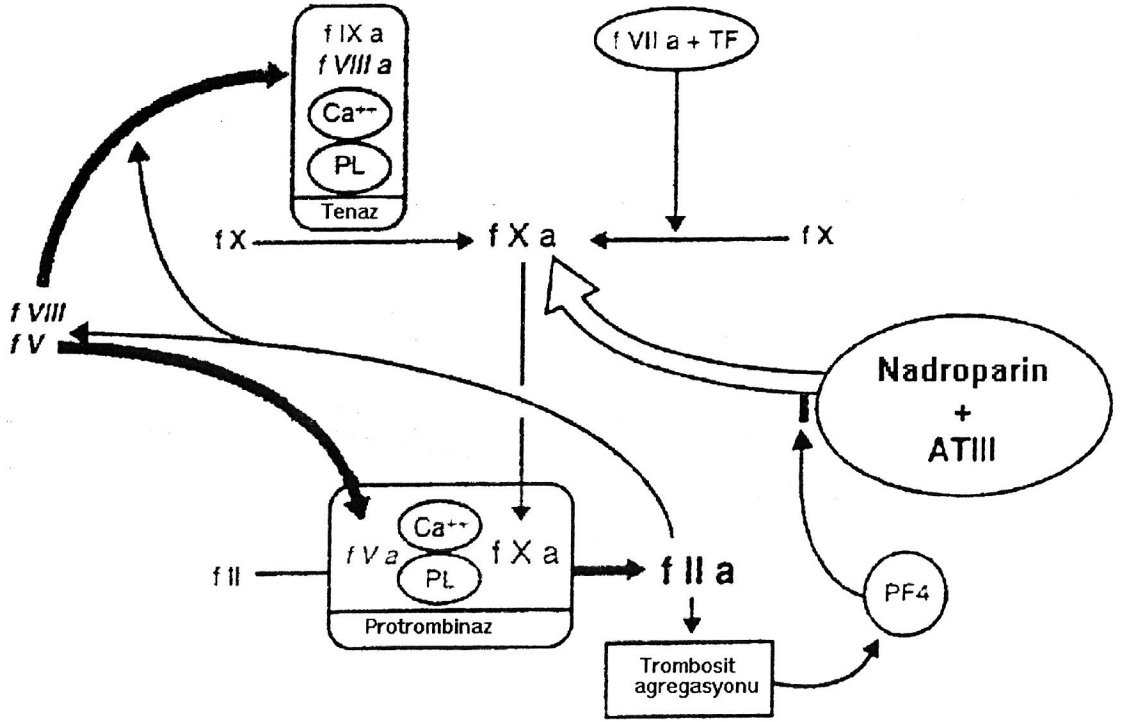 f IX a
f VIII a
Ca⁺⁺
PL
Tenaz
f VII a + TF
f X
f X a
f X
f VIII
f V
Nadroparin
+
ATIII
f II
f V a
Ca⁺⁺
PL
f X a
Protrombinaz
f II a
PF4
Trombosit
agregasyonu